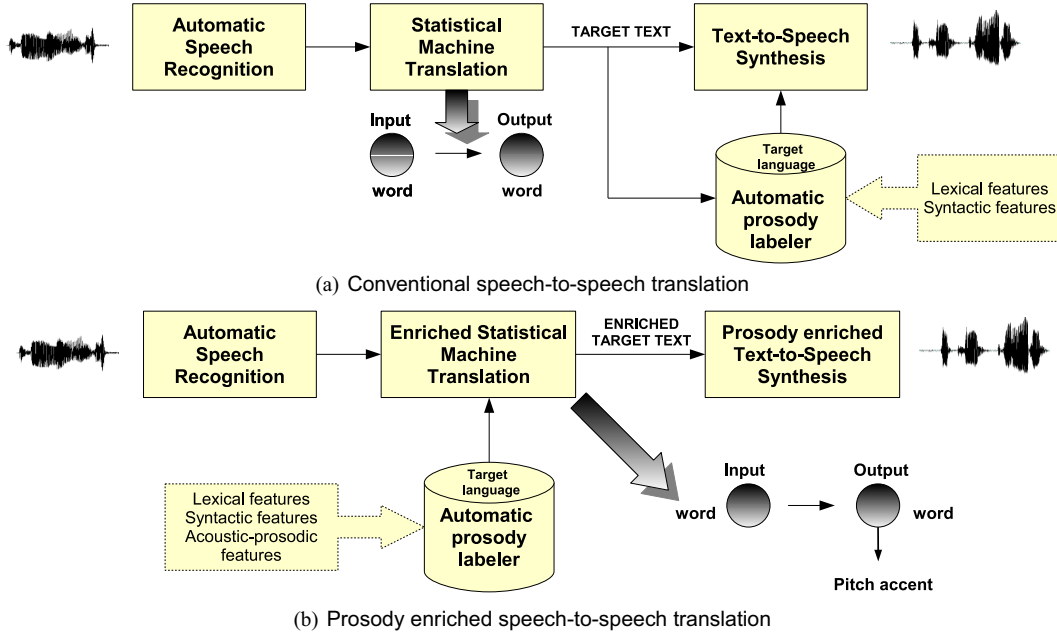 Automatic
Speech
Recognition
Statistical
Machine
Translation
TARGET TEXT
Text-to-Speech
Synthesis
Input
Output
word
word
Target
language
Automatic
prosody
labeler
Lexical features
Syntactic features
(a) Conventional speech-to-speech translation
Automatic
Speech
Recognition
Enriched Statistical
Machine
Translation
ENRICHED
TARGET TEXT
Prosody enriched
Text-to-Speech
Synthesis
Lexical features
Syntactic features
Acoustic-prosodic
features
Target
language
Automatic
prosody
labeler
Input
Output
word
word
Pitch accent
(b) Prosody enriched speech-to-speech translation